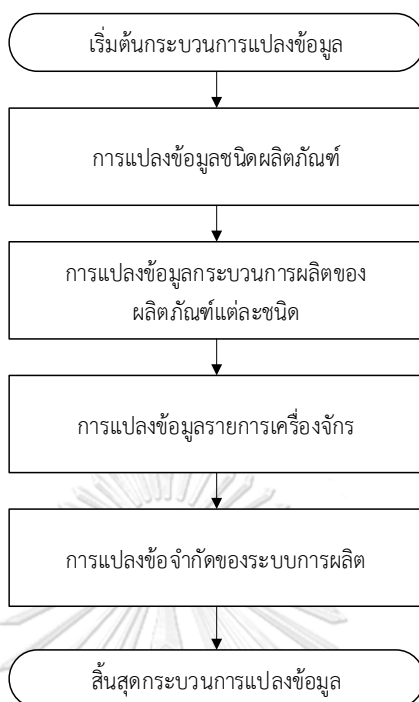 เริ่มต้นกระบวนการแปลงข้อมูล
การแปลงข้อมูลชนิดผลิตภัณฑ์
การแปลงข้อมูลกระบวนการผลิตของ
ผลิตภัณฑ์แต่ละชนิด
การแปลงข้อมูลรายการเครื่องจักร
การแปลงข้อจำกัดของระบบการผลิต
สิ้นสุดกระบวนการแปลงข้อมูล